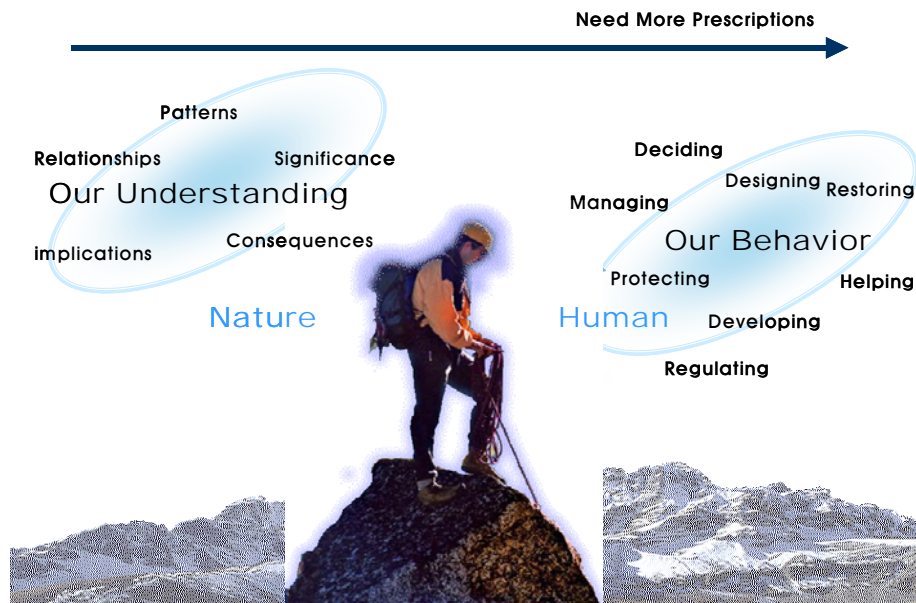 Need More Prescriptions
Patterns
Relationships
Significance
Our Understanding
implications
Consequences
Nature
Deciding
Designing
Restoring
Managing
Our Behavior
Protecting
Helping
Human
Developing
Regulating